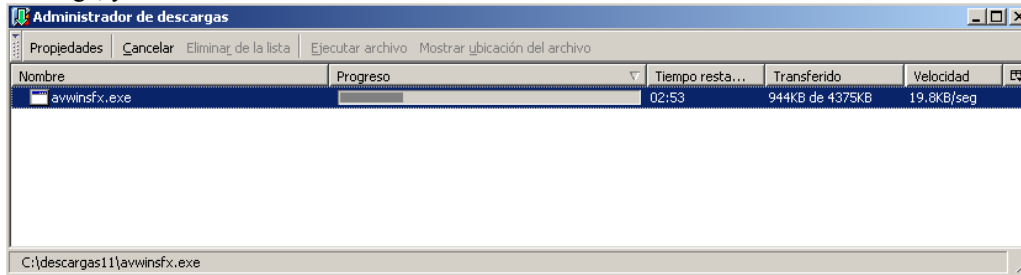 Administrador de descargas
Propiedades Cancelar Eliminar de la lista Ejecutar archivo Mostrar ubicación del archivo
Nombre Progreso Tiempo resta... Transferido Velocidad
avwinsfx.exe 02:53 944KB de 4375KB 19.8KB/seg
C:\descargas11\avwinsfx.exe